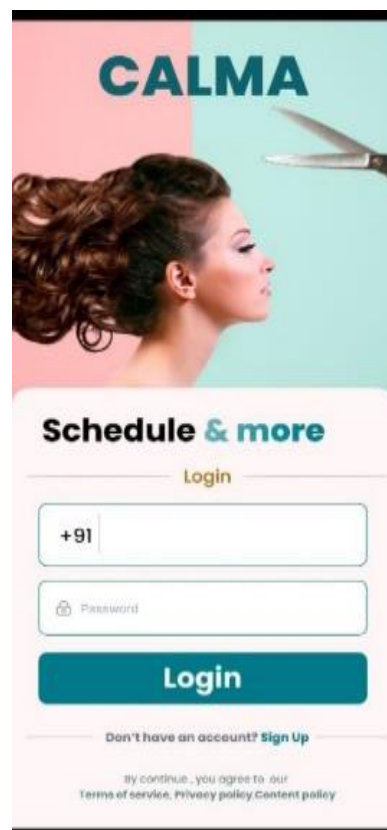 CALMA
Schedule & more
Login
+91
Password
Login
Don't have an account? Sign Up
By continue , you agree to our
Terms of service, Privacy policy,Content policy